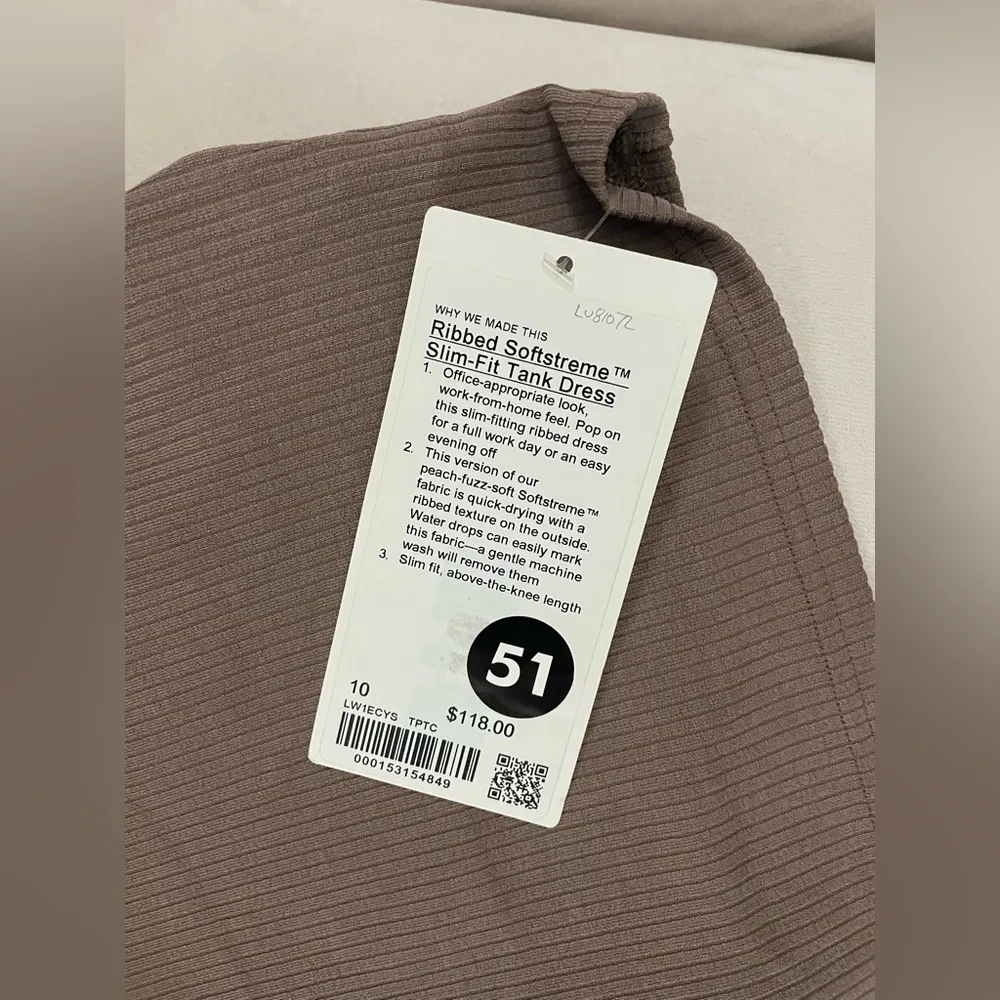 LU81072
WHY WE MADE THIS
Ribbed Softstreme™
Slim-Fit Tank Dress
1. Office-appropriate look,
work-from-home feel. Pop on
this slim-fitting ribbed dress
for a full work day or an easy
evening off
2. This version of our
peach-fuzz-soft Softstreme™
fabric is quick-drying with a
ribbed texture on the outside.
Water drops can easily mark
this fabric—a gentle machine
wash will remove them
3. Slim fit, above-the-knee length
51
10
LW1ECYS TPTC $118.00
000153154849